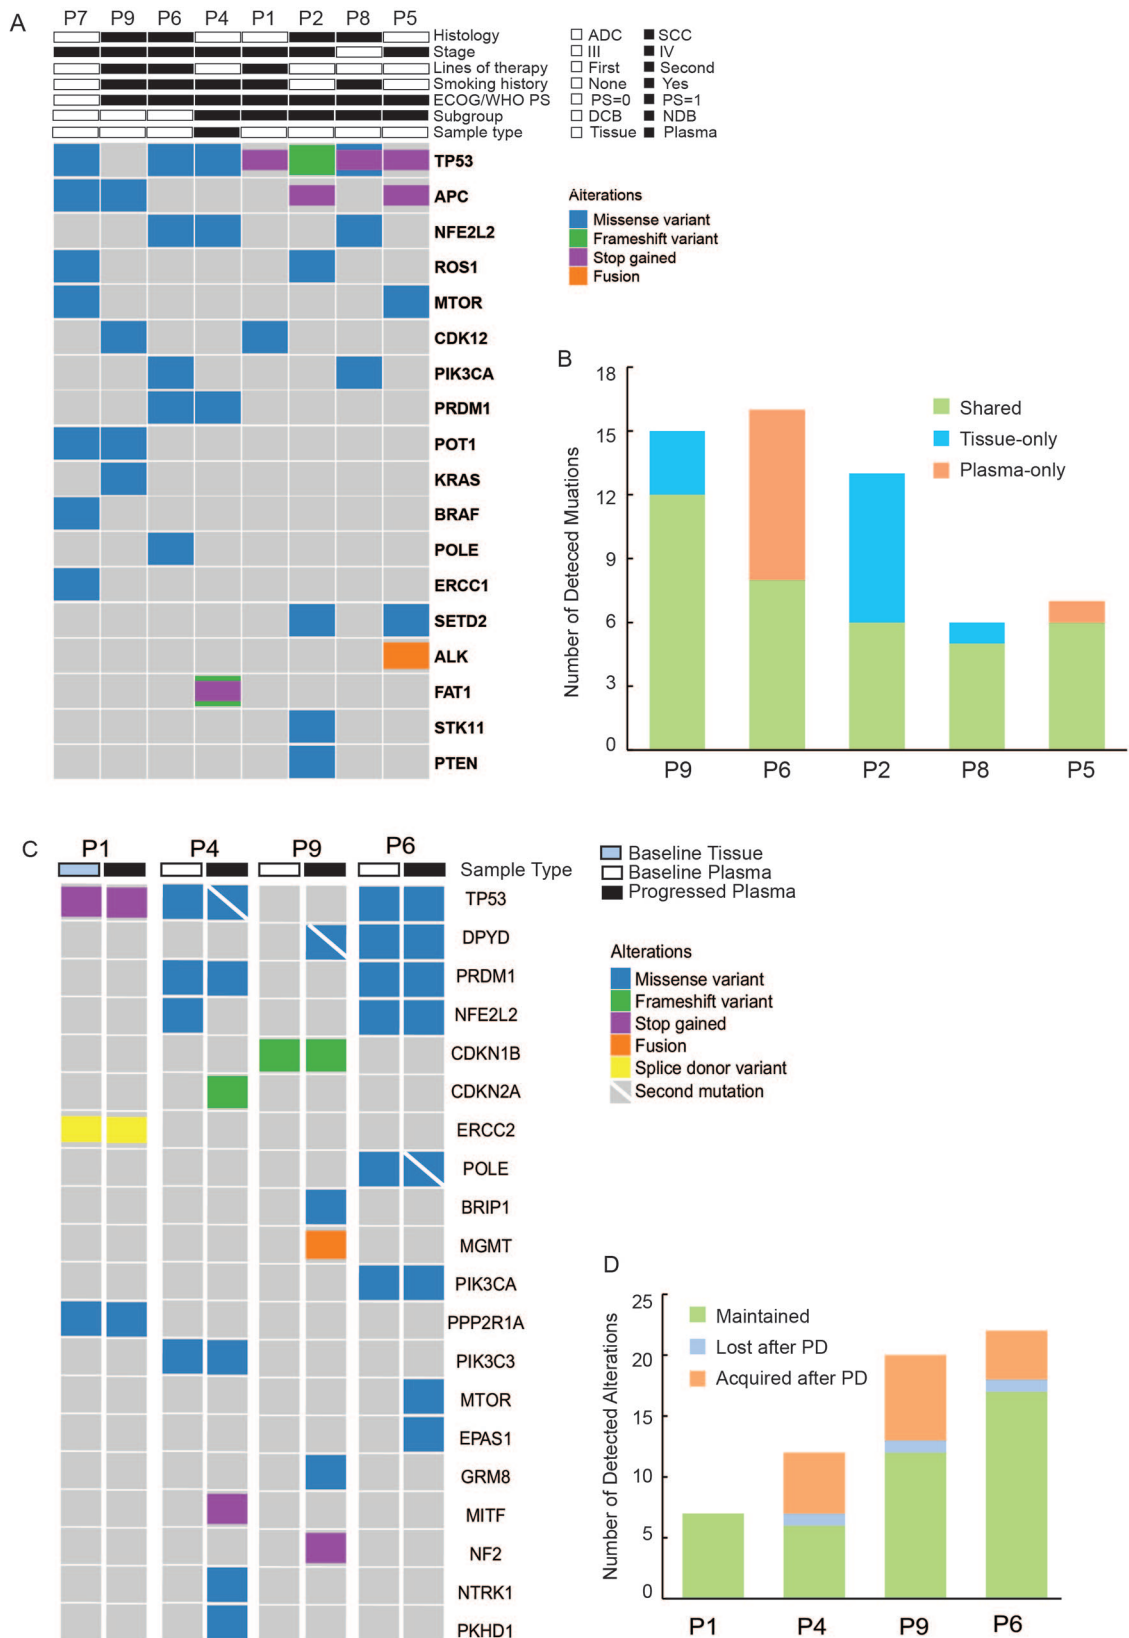 A
P7 P9 P6 P4 P1 P2 P8 P5
Histology ADC SCC
Stage III IV
Lines of therapy First Second
Smoking history None Yes
ECOG/WHO PS PS=0 PS=1
Subgroup DCB NDB
Sample type Tissue Plasma
TP53
APC
NFE2L2
ROS1
MTOR
CDK12
PIK3CA
PRDM1
POT1
KRAS
BRAF
POLE
ERCC1
SETD2
ALK
FAT1
STK11
PTEN
Alterations
Missense variant
Frameshift variant
Stop gained
Fusion
B
Number of Deteced Muations
18
15
12
9
6
3
0
Shared
Tissue-only
Plasma-only
P9 P6 P2 P8 P5
C
P1 P4 P9 P6
Sample Type
Baseline Tissue
Baseline Plasma
Progressed Plasma
TP53
DPYD
PRDM1
NFE2L2
CDKN1B
CDKN2A
ERCC2
POLE
BRIP1
MGMT
PIK3CA
PPP2R1A
PIK3C3
MTOR
EPAS1
GRM8
MITF
NF2
NTRK1
PKHD1
Alterations
Missense variant
Frameshift variant
Stop gained
Fusion
Splice donor variant
Second mutation
D
Number of Detected Alterations
25
20
15
10
5
0
Maintained
Lost after PD
Acquired after PD
P1 P4 P9 P6